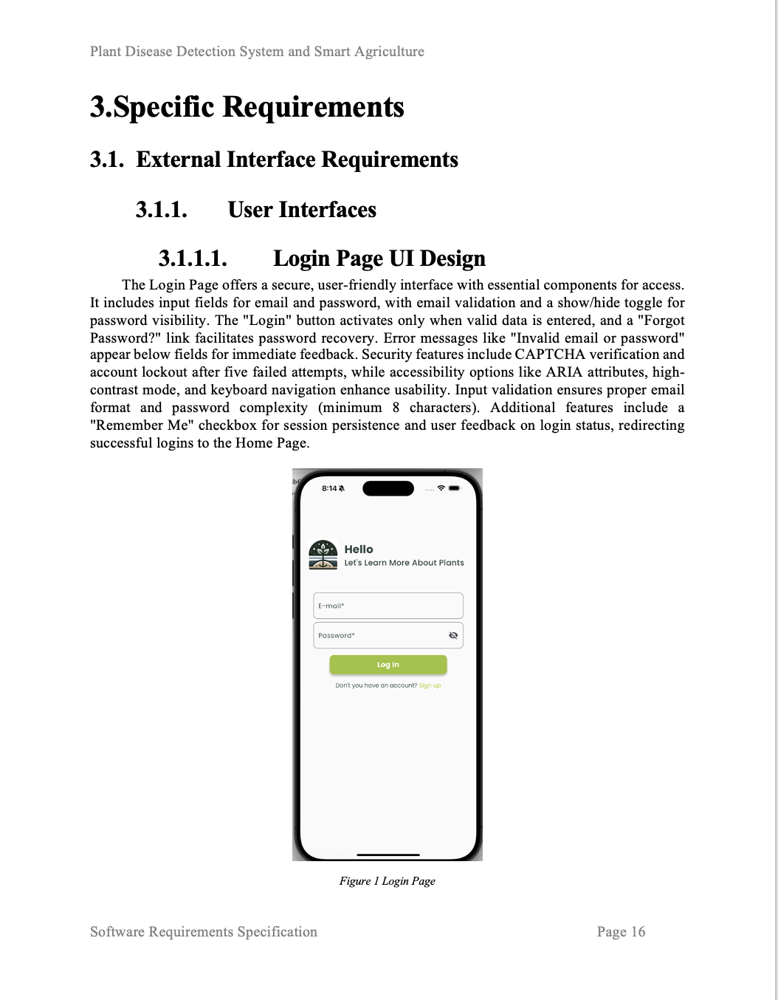 Plant Disease Detection System and Smart Agriculture
3.Specific Requirements
3.1. External Interface Requirements
3.1.1. User Interfaces
3.1.1.1. Login Page UI Design
The Login Page offers a secure, user-friendly interface with essential components for access.
It includes input fields for email and password, with email validation and a show/hide toggle for
password visibility. The "Login" button activates only when valid data is entered, and a "Forgot
Password?" link facilitates password recovery. Error messages like "Invalid email or password"
appear below fields for immediate feedback. Security features include CAPTCHA verification and
account lockout after five failed attempts, while accessibility options like ARIA attributes, high-
contrast mode, and keyboard navigation enhance usability. Input validation ensures proper email
format and password complexity (minimum 8 characters). Additional features include a
"Remember Me" checkbox for session persistence and user feedback on login status, redirecting
successful logins to the Home Page.
8:14
Hello
Let's Learn More About Plants
E-mail*
Password*
Log In
Don't you have an account? Sign up
Figure 1 Login Page
Software Requirements Specification Page 16